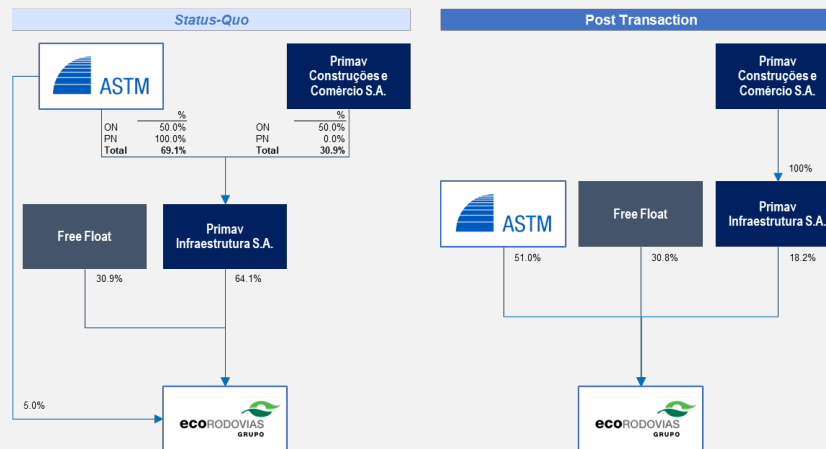 Status-Quo
ASTM
Primav
Construções e
Comércio S.A.
%
ON 50.0%
PN 100.0%
Total 69.1%
%
ON 50.0%
PN 0.0%
Total 30.9%
Free Float
Primav
Infraestrutura S.A.
30.9%
64.1%
5.0%
ecoRODOVIAS
GRUPO
Post Transaction
Primav
Construções e
Comércio S.A.
100%
ASTM
Free Float
Primav
Infraestrutura S.A.
51.0%
30.8%
18.2%
ecoRODOVIAS
GRUPO